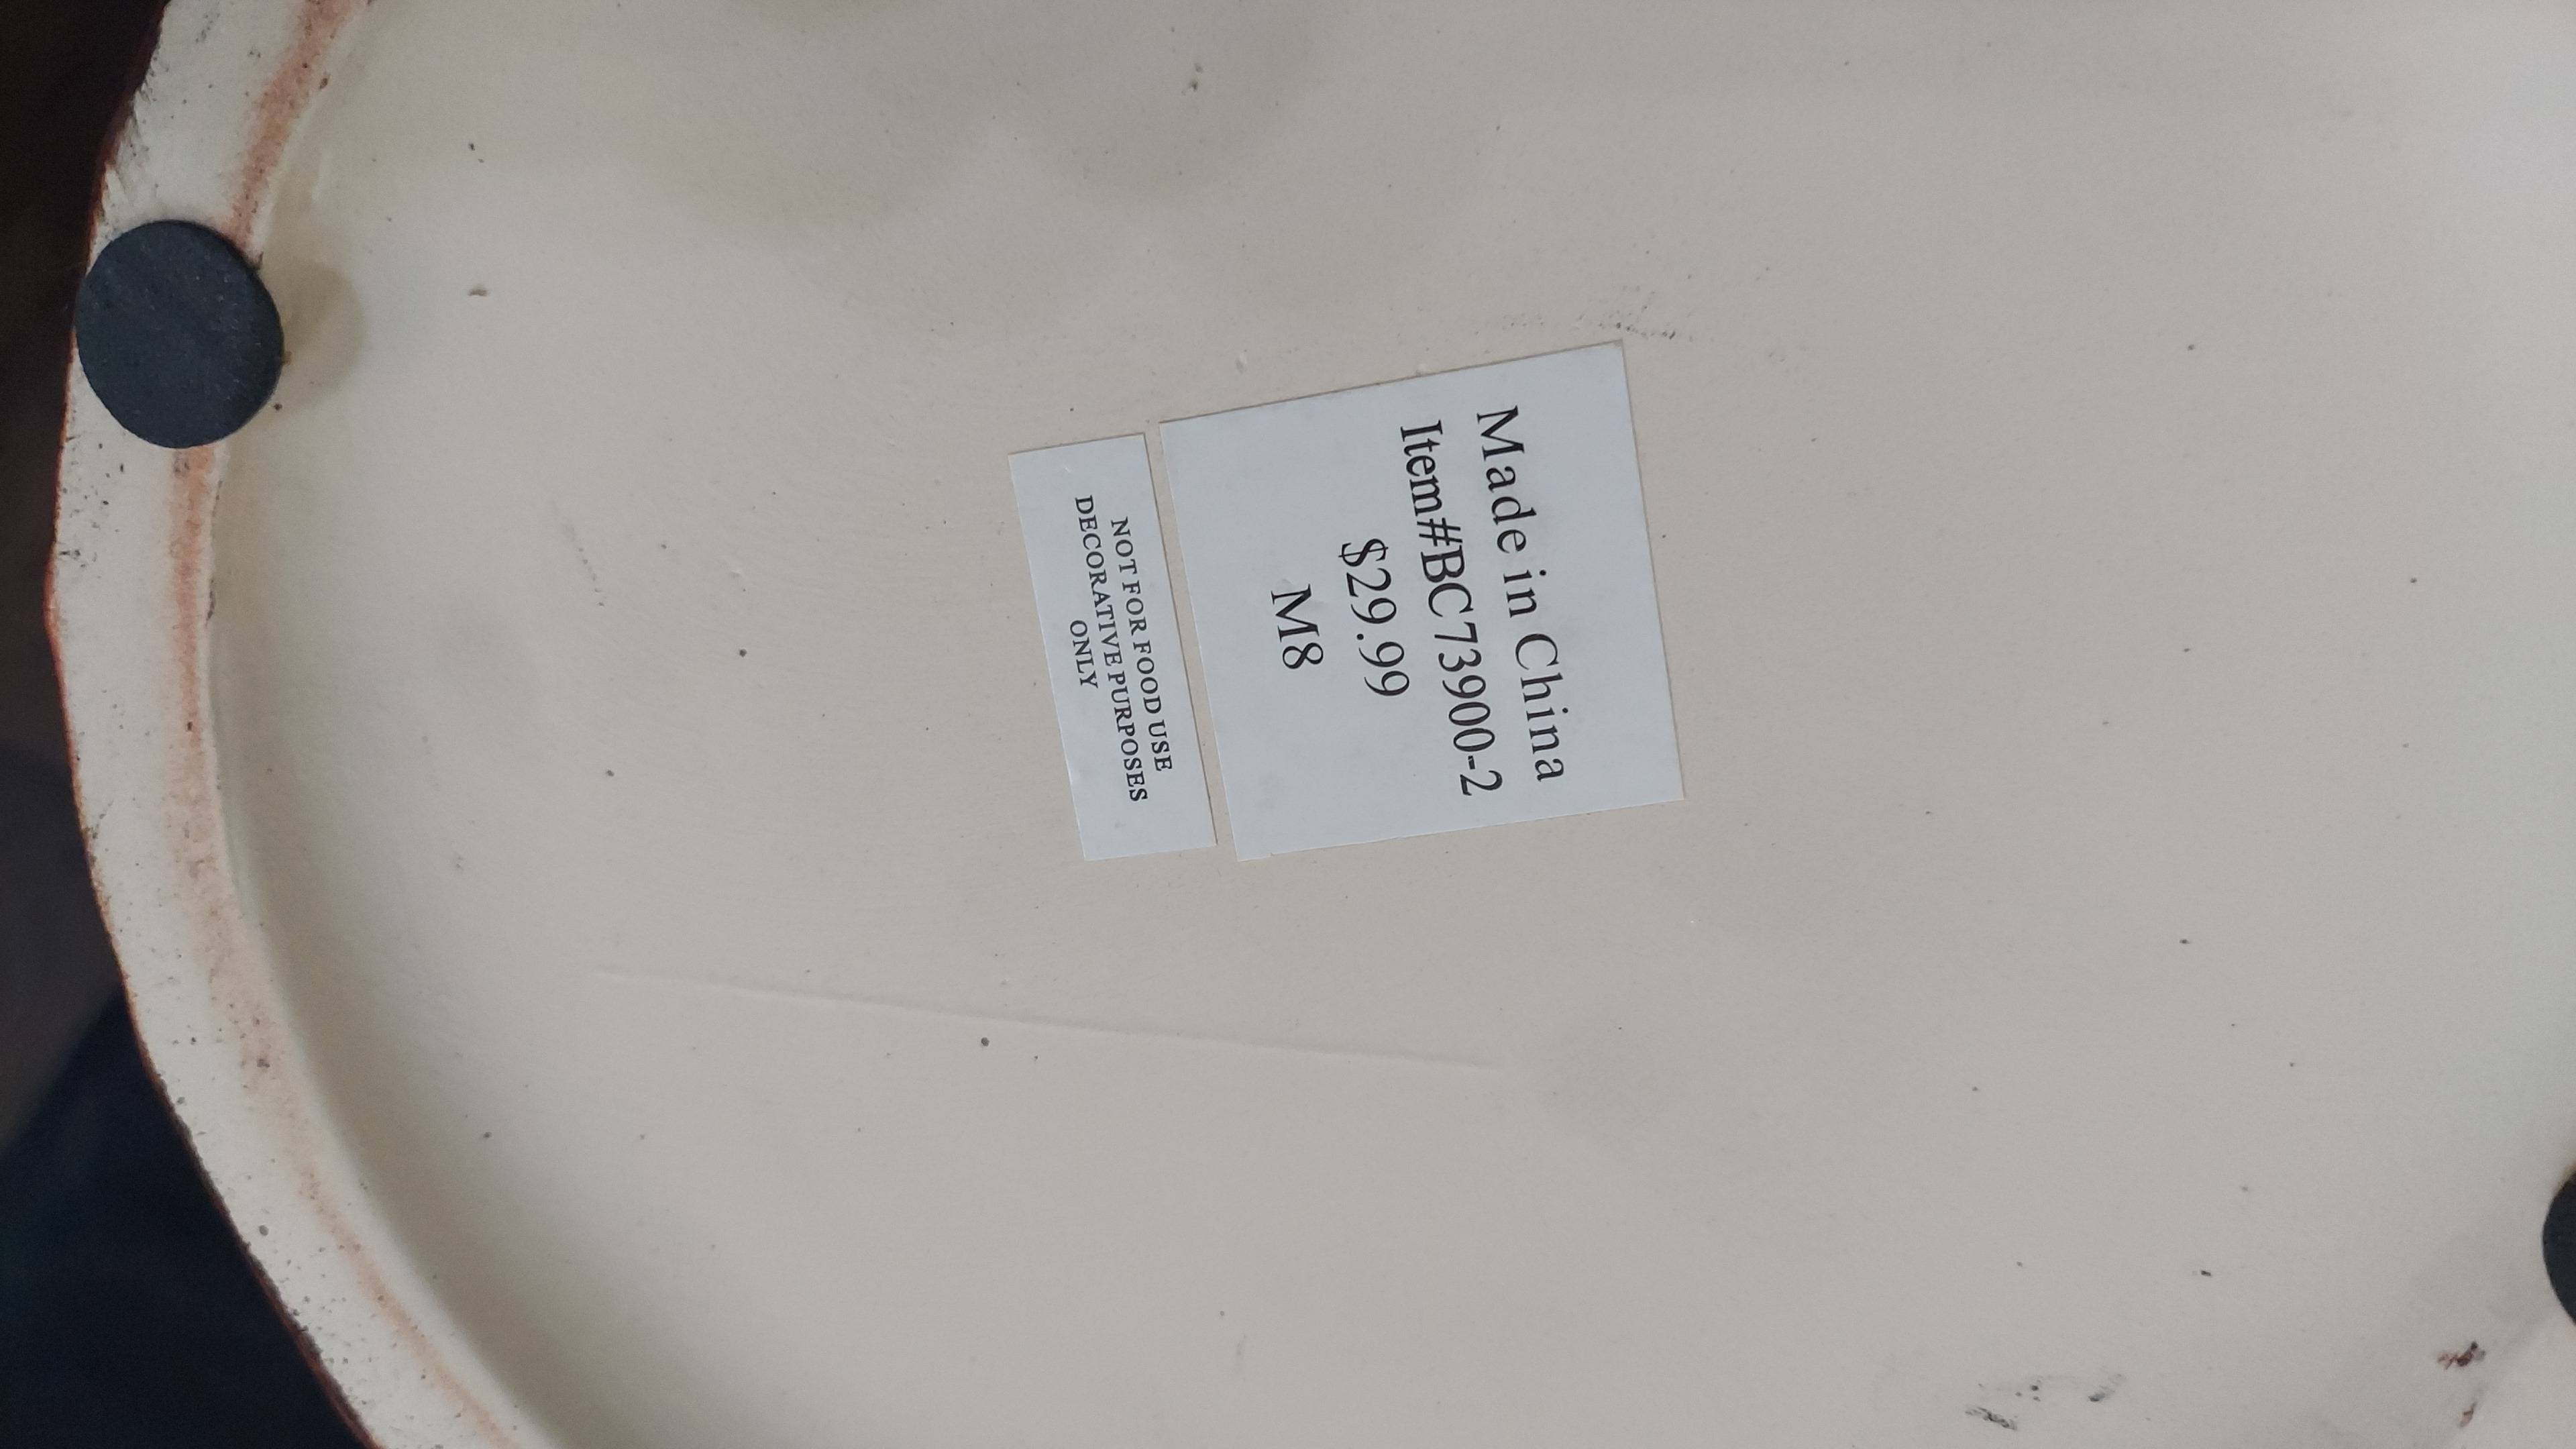 Made in China
Item#BC73900-2
$29.99
M8
NOT FOR FOOD USE
DECORATIVE PURPOSES
ONLY